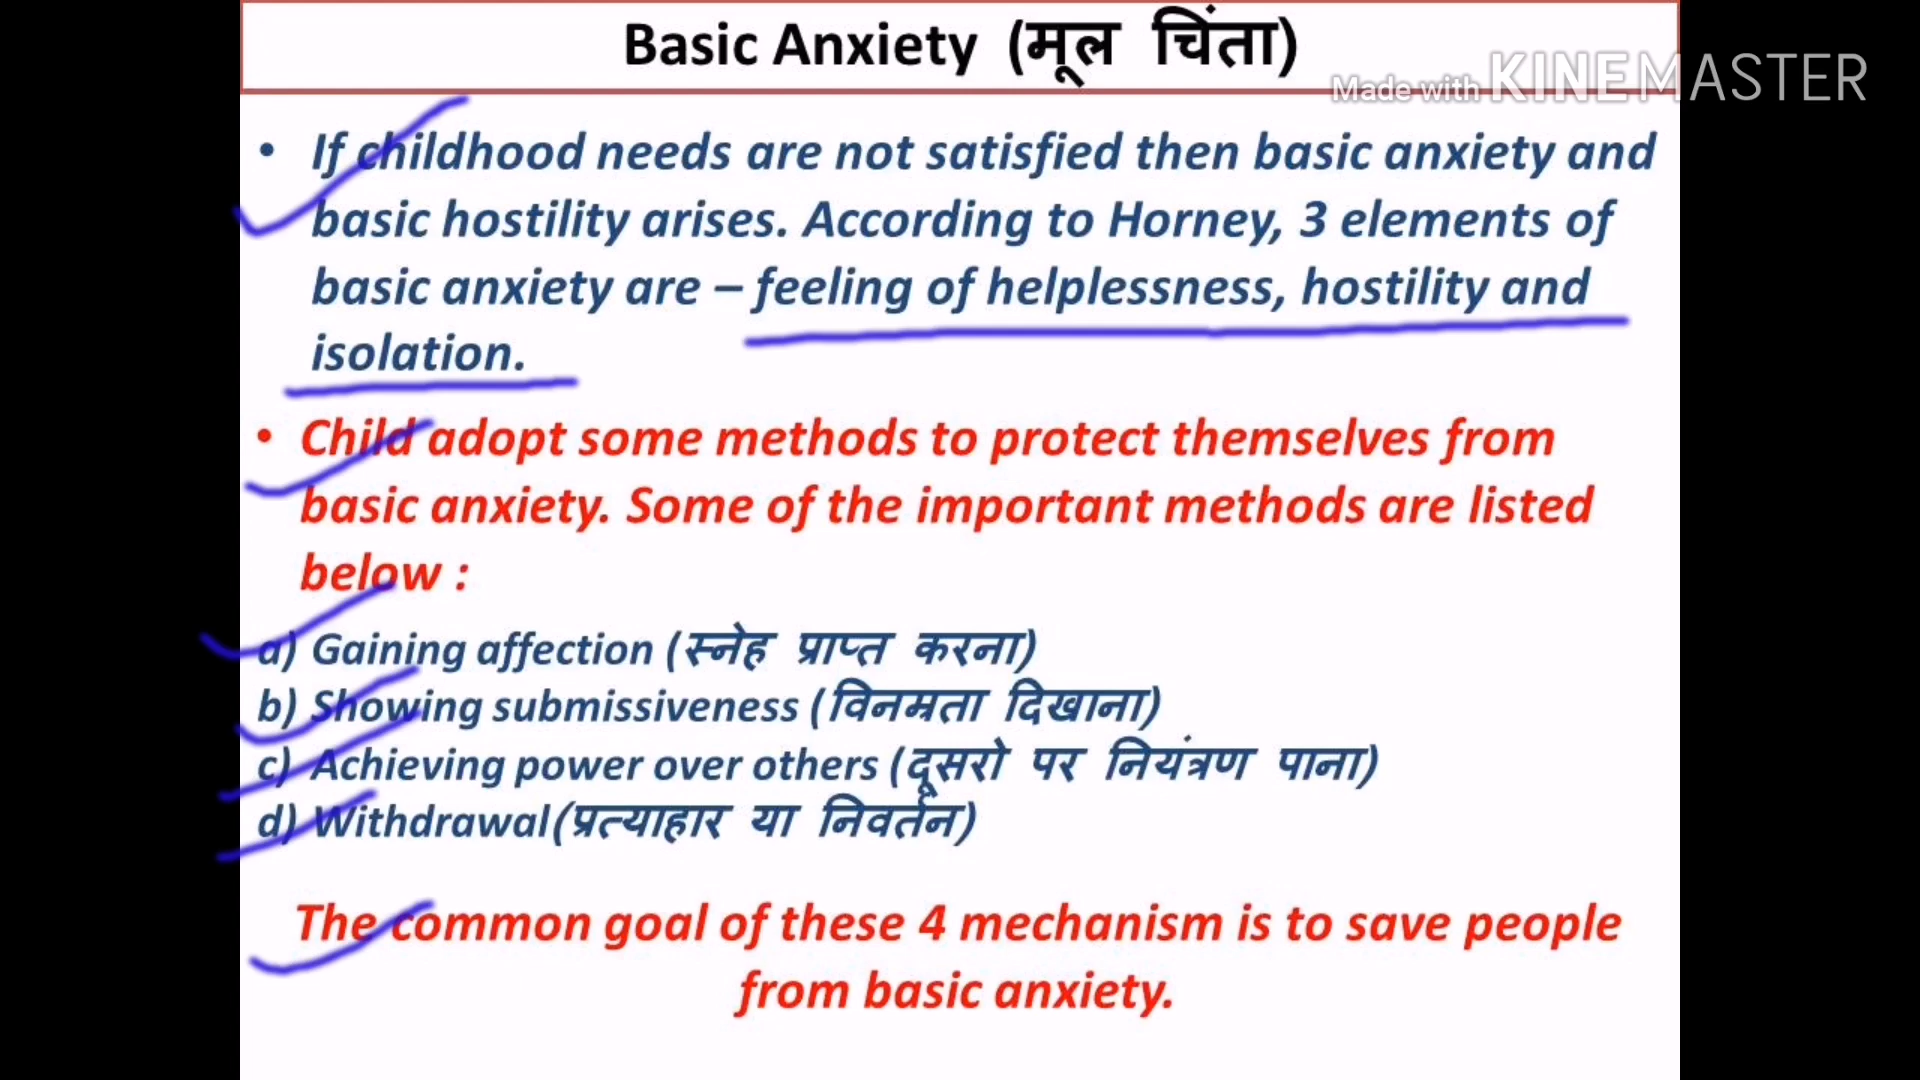 Basic Anxiety (मूल चिंता)
Made with KINEMASTER
• If childhood needs are not satisfied then basic anxiety and
basic hostility arises. According to Horney, 3 elements of
basic anxiety are – feeling of helplessness, hostility and
isolation.
• Child adopt some methods to protect themselves from
basic anxiety. Some of the important methods are listed
below :
a) Gaining affection (स्नेह प्राप्त करना)
b) Showing submissiveness (विनम्रता दिखाना)
c) Achieving power over others (दूसरो पर नियंत्रण पाना)
d) Withdrawal(प्रत्याहार या निवर्तन)
The common goal of these 4 mechanism is to save people
from basic anxiety.